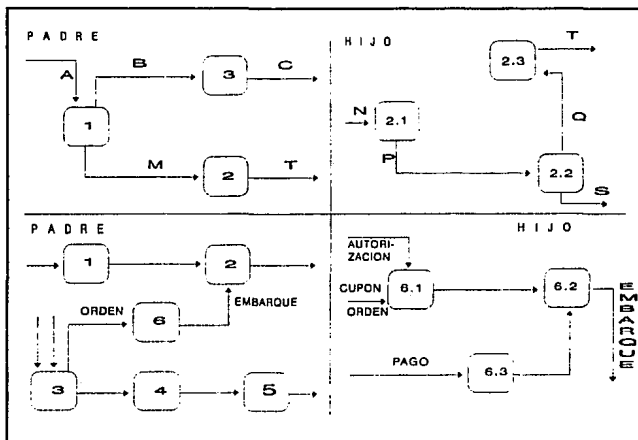 PADRE
A
B
C
1
3
M
T
2
HIJO
T
2.3
N
2.1
Q
P
2.2
S
PADRE
1
2
ORDEN
EMBARQUE
6
3
4
5
HIJO
AUTORI-
ZACION
CUPON
ORDEN
6.1
6.2
EMBARQUE
PAGO
6.3